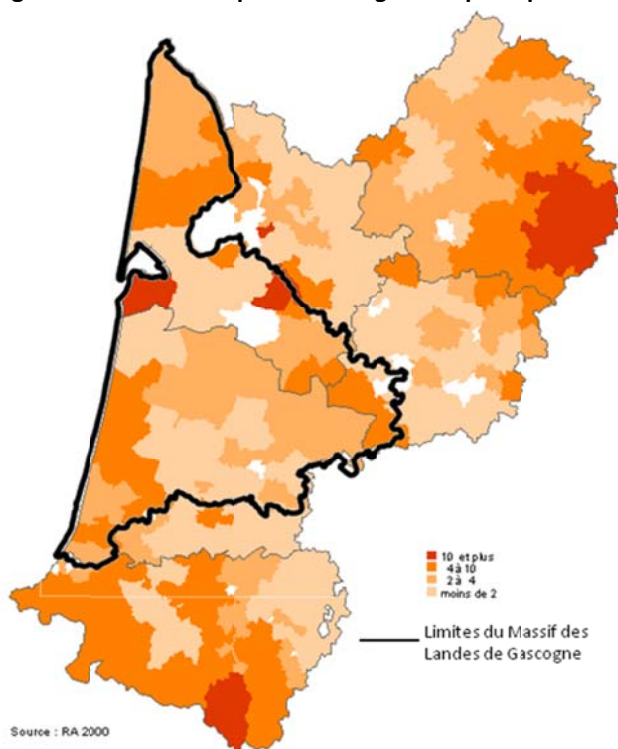 10 et plus
4 à 10
2 à 4
moins de 2
Limites du Massif des
Landes de Gascogne
Source : RA 2000